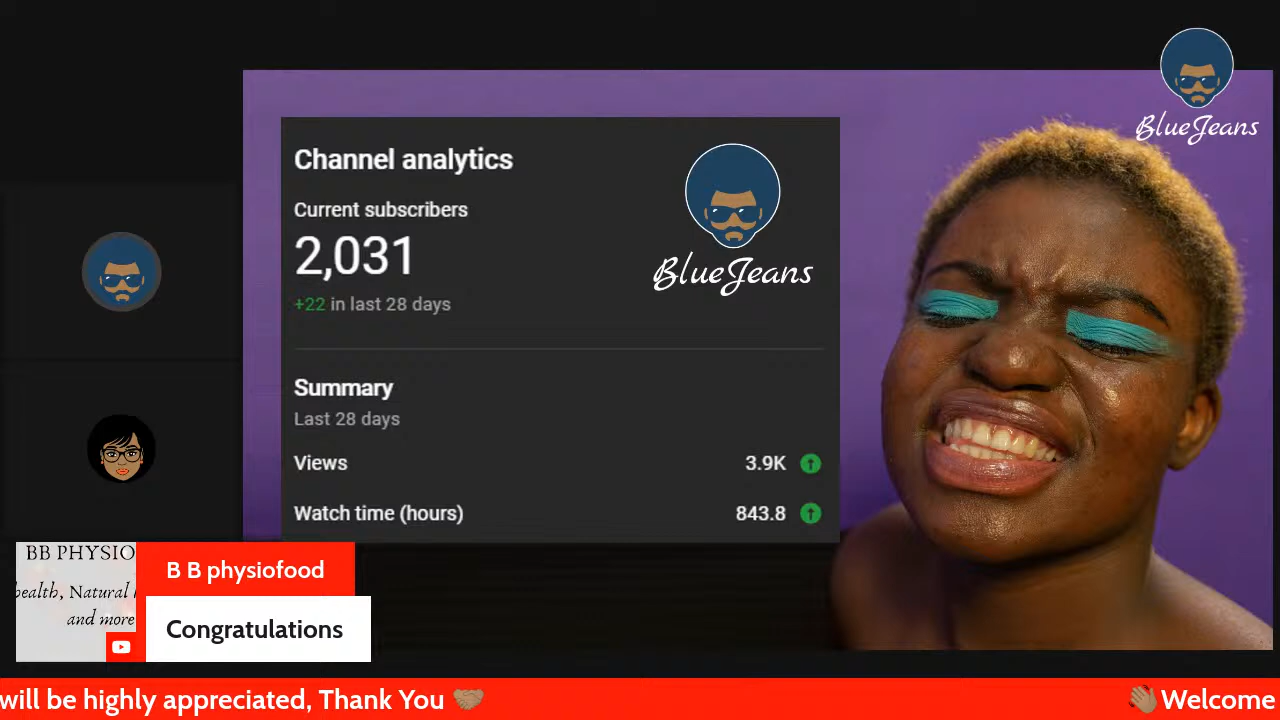 BlueJeans
Channel analytics
Current subscribers
2,031
+22 in last 28 days
BlueJeans
Summary
Last 28 days
Views 3.9K
Watch time (hours) 843.8
BB PHYSIO
health, Natural
and more
B B physiofood
Congratulations
will be highly appreciated, Thank You 🤝🏽 👋🏽 Welcome